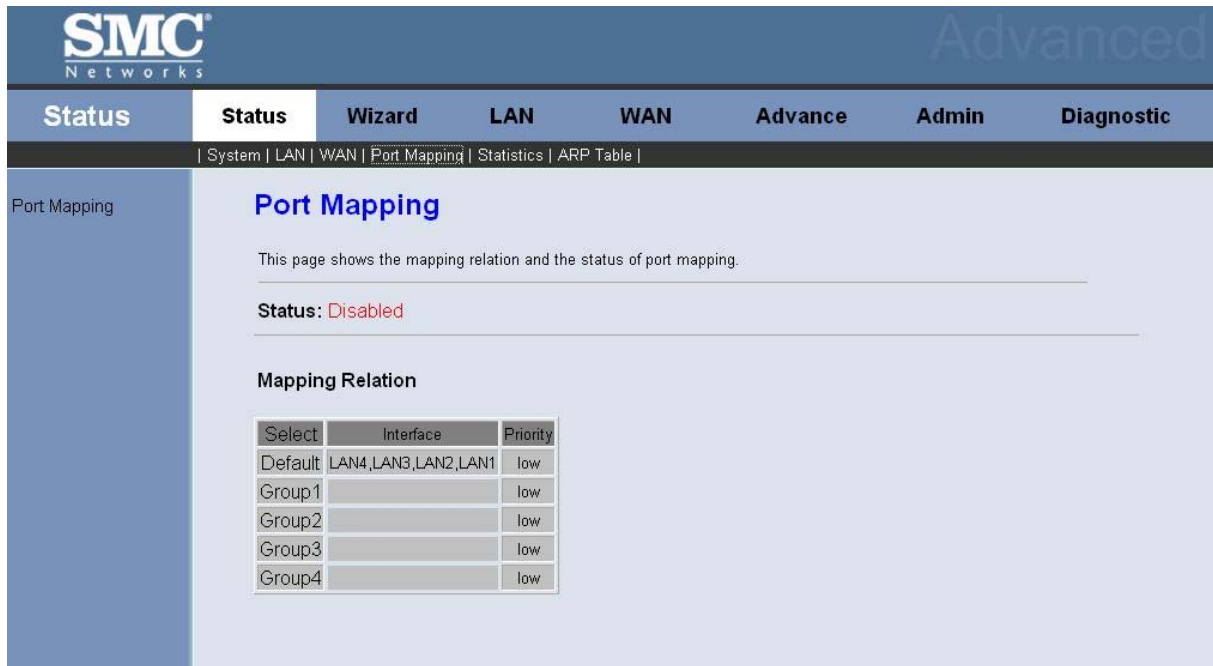 SMC®
Networks
Advanced
Status
Status Wizard LAN WAN Advance Admin Diagnostic
| System | LAN | WAN | Port Mapping | Statistics | ARP Table |
Port Mapping
Port Mapping
This page shows the mapping relation and the status of port mapping.
Status: Disabled
Mapping Relation
Select Interface Priority
Default LAN4,LAN3,LAN2,LAN1 low
Group1 low
Group2 low
Group3 low
Group4 low